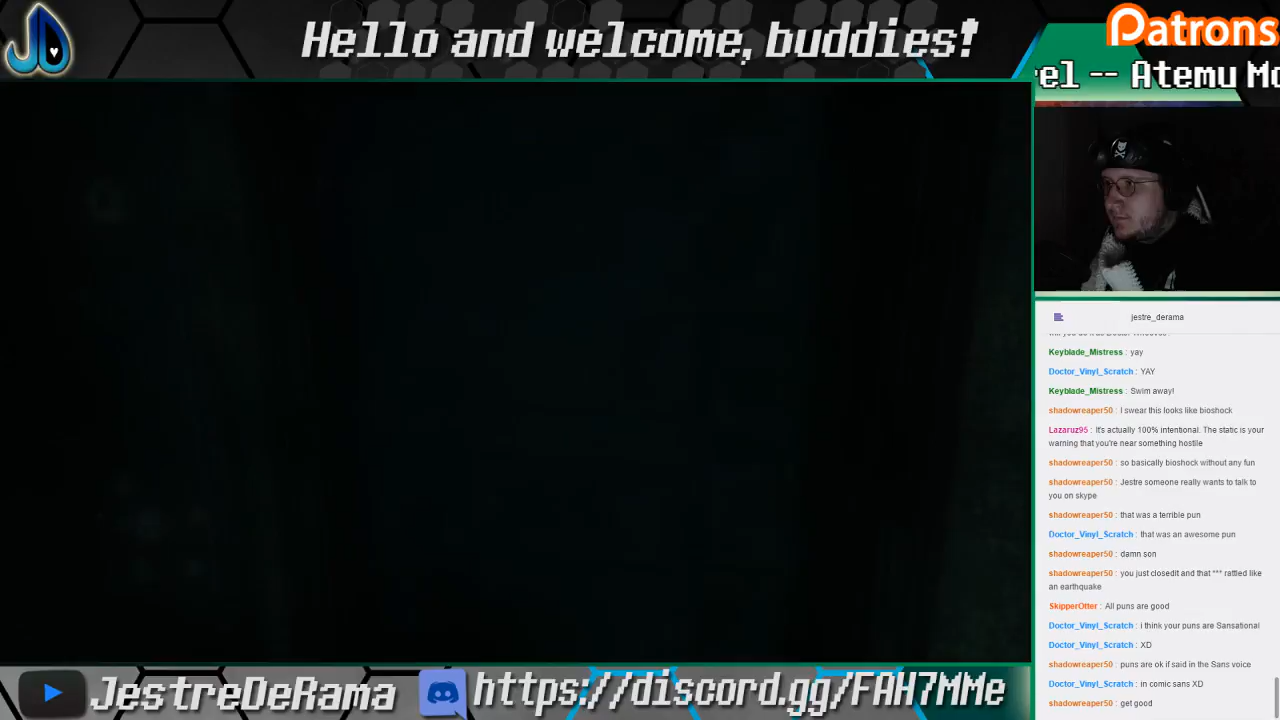 Hello and welcome, buddies!
Patrons
rel -- Atemu Mo
jestre_derama
Keyblade_Mistress : yay
Doctor_Vinyl_Scratch : YAY
Keyblade_Mistress : Swim away!
shadowreaper50 : I swear this looks like bioshock
Lazaruz95 : It's actually 100% intentional. The static is your
warning that you're near something hostile
shadowreaper50 : so basically bioshock without any fun
shadowreaper50 : Jestre someone really wants to talk to
you on skype
shadowreaper50 : that was a terrible pun
Doctor_Vinyl_Scratch : that was an awesome pun
shadowreaper50 : damn son
shadowreaper50 : you just closedit and that *** rattled like
an earthquake
SkipperOtter : All puns are good
Doctor_Vinyl_Scratch : i think your puns are Sansational
Doctor_Vinyl_Scratch : XD
shadowreaper50 : puns are ok if said in the Sans voice
Doctor_Vinyl_Scratch : in comic sans XD
shadowreaper50 : get good
JestreDeRama
https://discord.gg/FAH7MMe